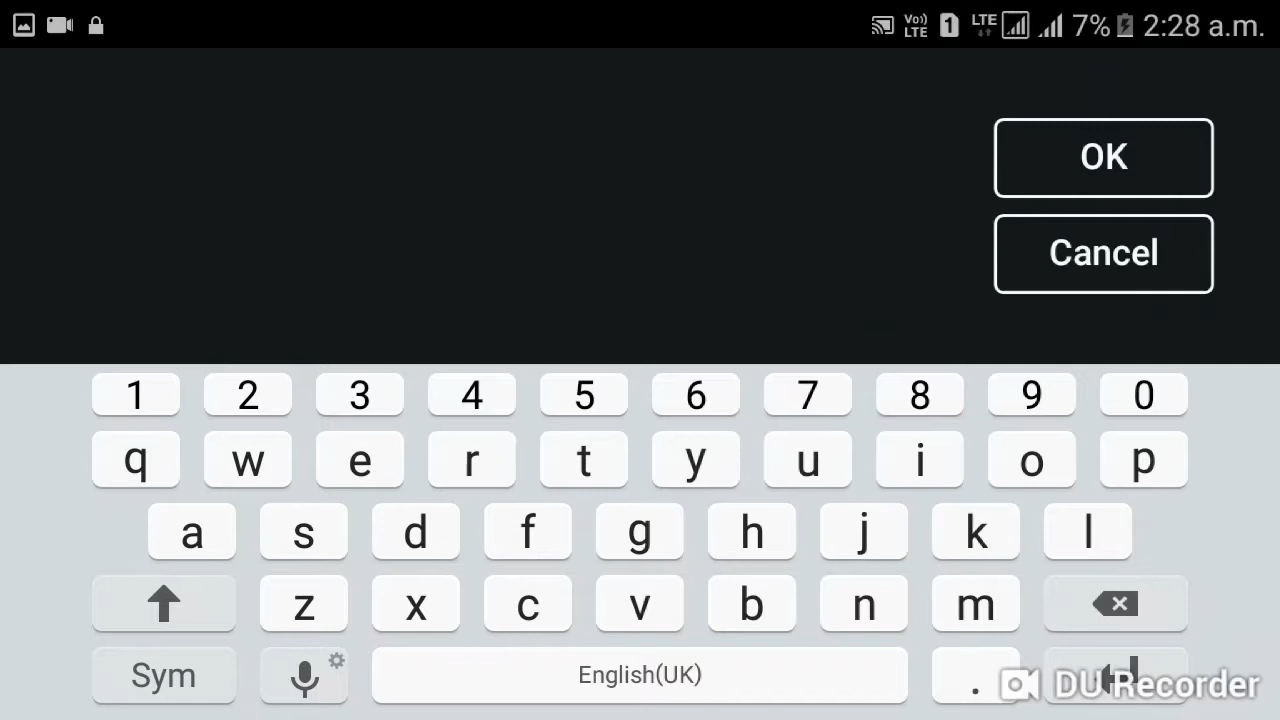 Vo)) LTE 1 LTE 7% 2:28 a.m.
OK
Cancel
1 2 3 4 5 6 7 8 9 0
q w e r t y u i o p
a s d f g h j k l
z x c v b n m
Sym English(UK) .
DU Recorder